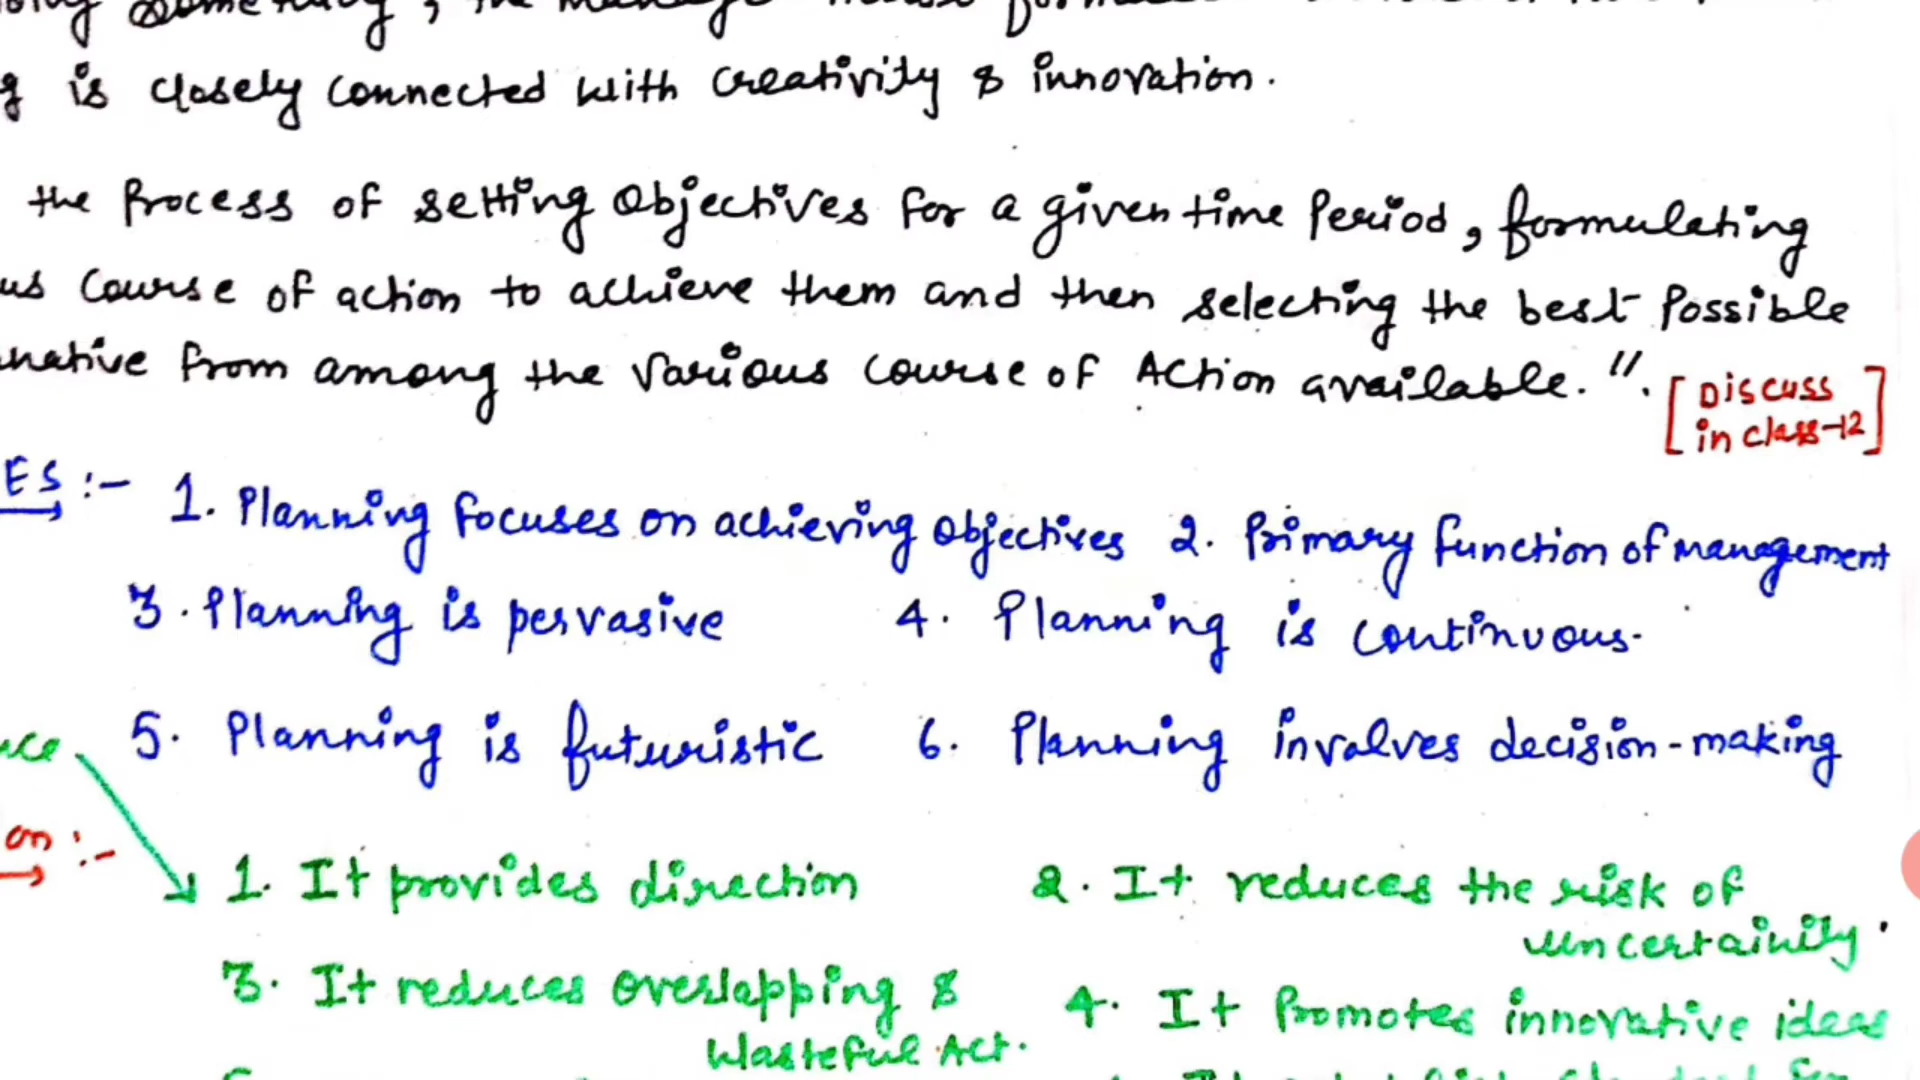 is closely connected with creativity & innovation.
the Process of setting objectives for a given time Period, formulating
course of action to achieve them and then selecting the best Possible
native from among the various course of Action available.".
[Discuss
in class-12]
ES :- 1. Planning focuses on achieving objectives 2. Primary function of management
3. Planning is pervasive 4. Planning is continuous.
5. Planning is futuristic 6. Planning involves decision-making
on :-
1. It provides direction 2. It reduces the risk of
uncertainity.
3. It reduces overlapping & 4. It Promotes innovative ideas
Wasteful Act.